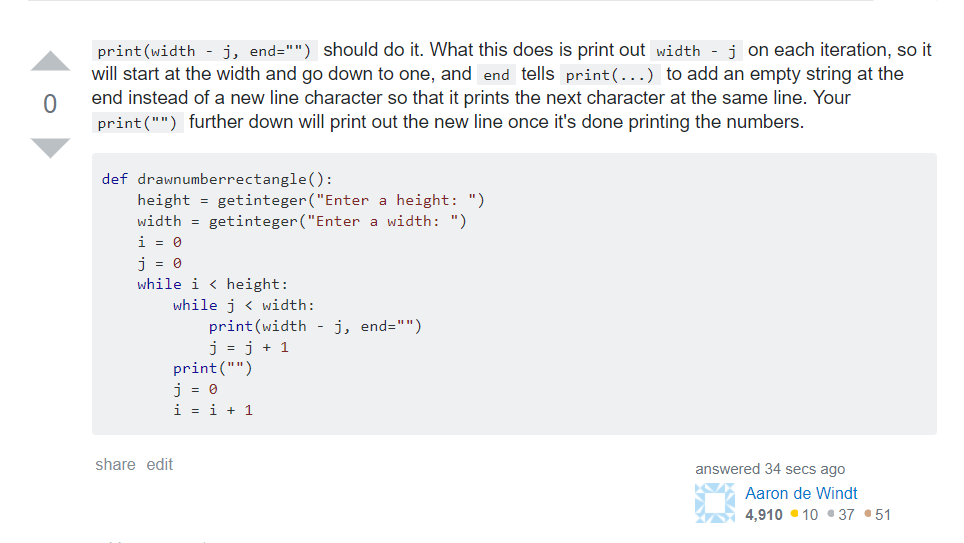 print(width - j, end="") should do it. What this does is print out width - j on each iteration, so it
will start at the width and go down to one, and end tells print(...) to add an empty string at the
0
end instead of a new line character so that it prints the next character at the same line. Your
print("") further down will print out the new line once it's done printing the numbers.
def drawnumberrectangle():
    height = getinteger("Enter a height: ")
    width = getinteger("Enter a width: ")
    i = 0
    j = 0
    while i < height:
        while j < width:
            print(width - j, end="")
            j = j + 1
        print("")
        j = 0
        i = i + 1
share edit
answered 34 secs ago
Aaron de Windt
4,910 10 37 51